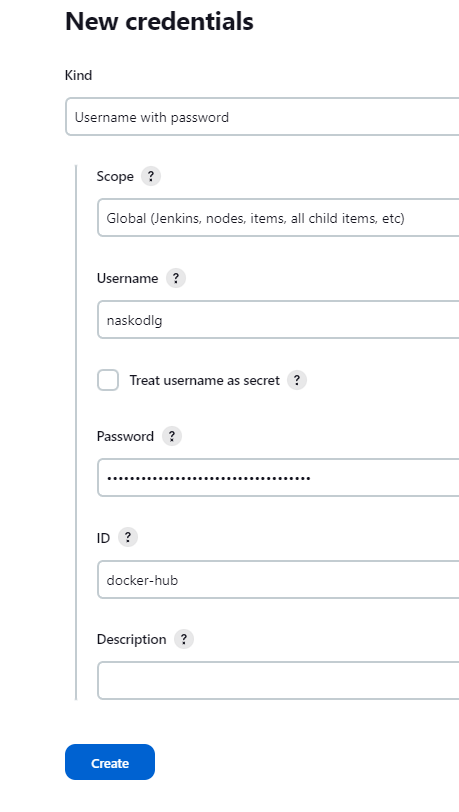 New credentials
Kind
Username with password
Scope ?
Global (Jenkins, nodes, items, all child items, etc)
Username ?
naskodlg
Treat username as secret ?
Password ?
••••••••••••••••••••••••••••••••••••
ID ?
docker-hub
Description ?
Create